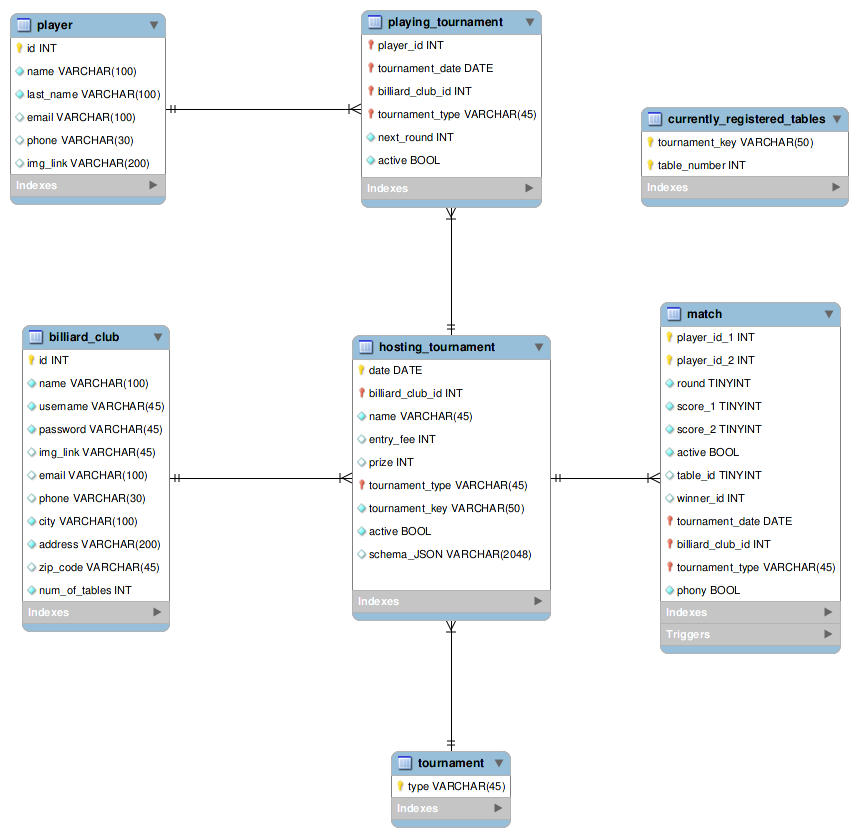 player
id INT
name VARCHAR(100)
last_name VARCHAR(100)
email VARCHAR(100)
phone VARCHAR(30)
img_link VARCHAR(200)
Indexes
playing_tournament
player_id INT
tournament_date DATE
billiard_club_id INT
tournament_type VARCHAR(45)
next_round INT
active BOOL
Indexes
currently_registered_tables
tournament_key VARCHAR(50)
table_number INT
Indexes
billiard_club
id INT
name VARCHAR(100)
username VARCHAR(45)
password VARCHAR(45)
img_link VARCHAR(45)
email VARCHAR(100)
phone VARCHAR(30)
city VARCHAR(100)
address VARCHAR(200)
zip_code VARCHAR(45)
num_of_tables INT
Indexes
hosting_tournament
date DATE
billiard_club_id INT
name VARCHAR(45)
entry_fee INT
prize INT
tournament_type VARCHAR(45)
tournament_key VARCHAR(50)
active BOOL
schema_JSON VARCHAR(2048)
Indexes
match
player_id_1 INT
player_id_2 INT
round TINYINT
score_1 TINYINT
score_2 TINYINT
active BOOL
table_id TINYINT
winner_id INT
tournament_date DATE
billiard_club_id INT
tournament_type VARCHAR(45)
phony BOOL
Indexes
Triggers
tournament
type VARCHAR(45)
Indexes